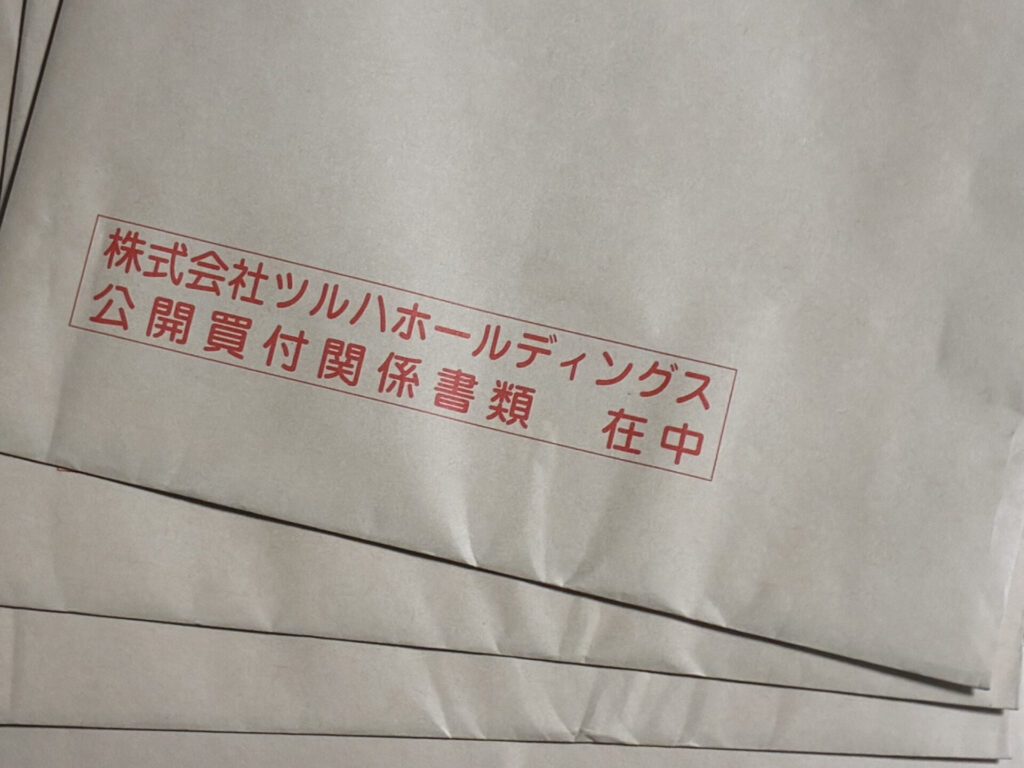 株式会社ツルハホールディングス
公開買付関係書類　在中